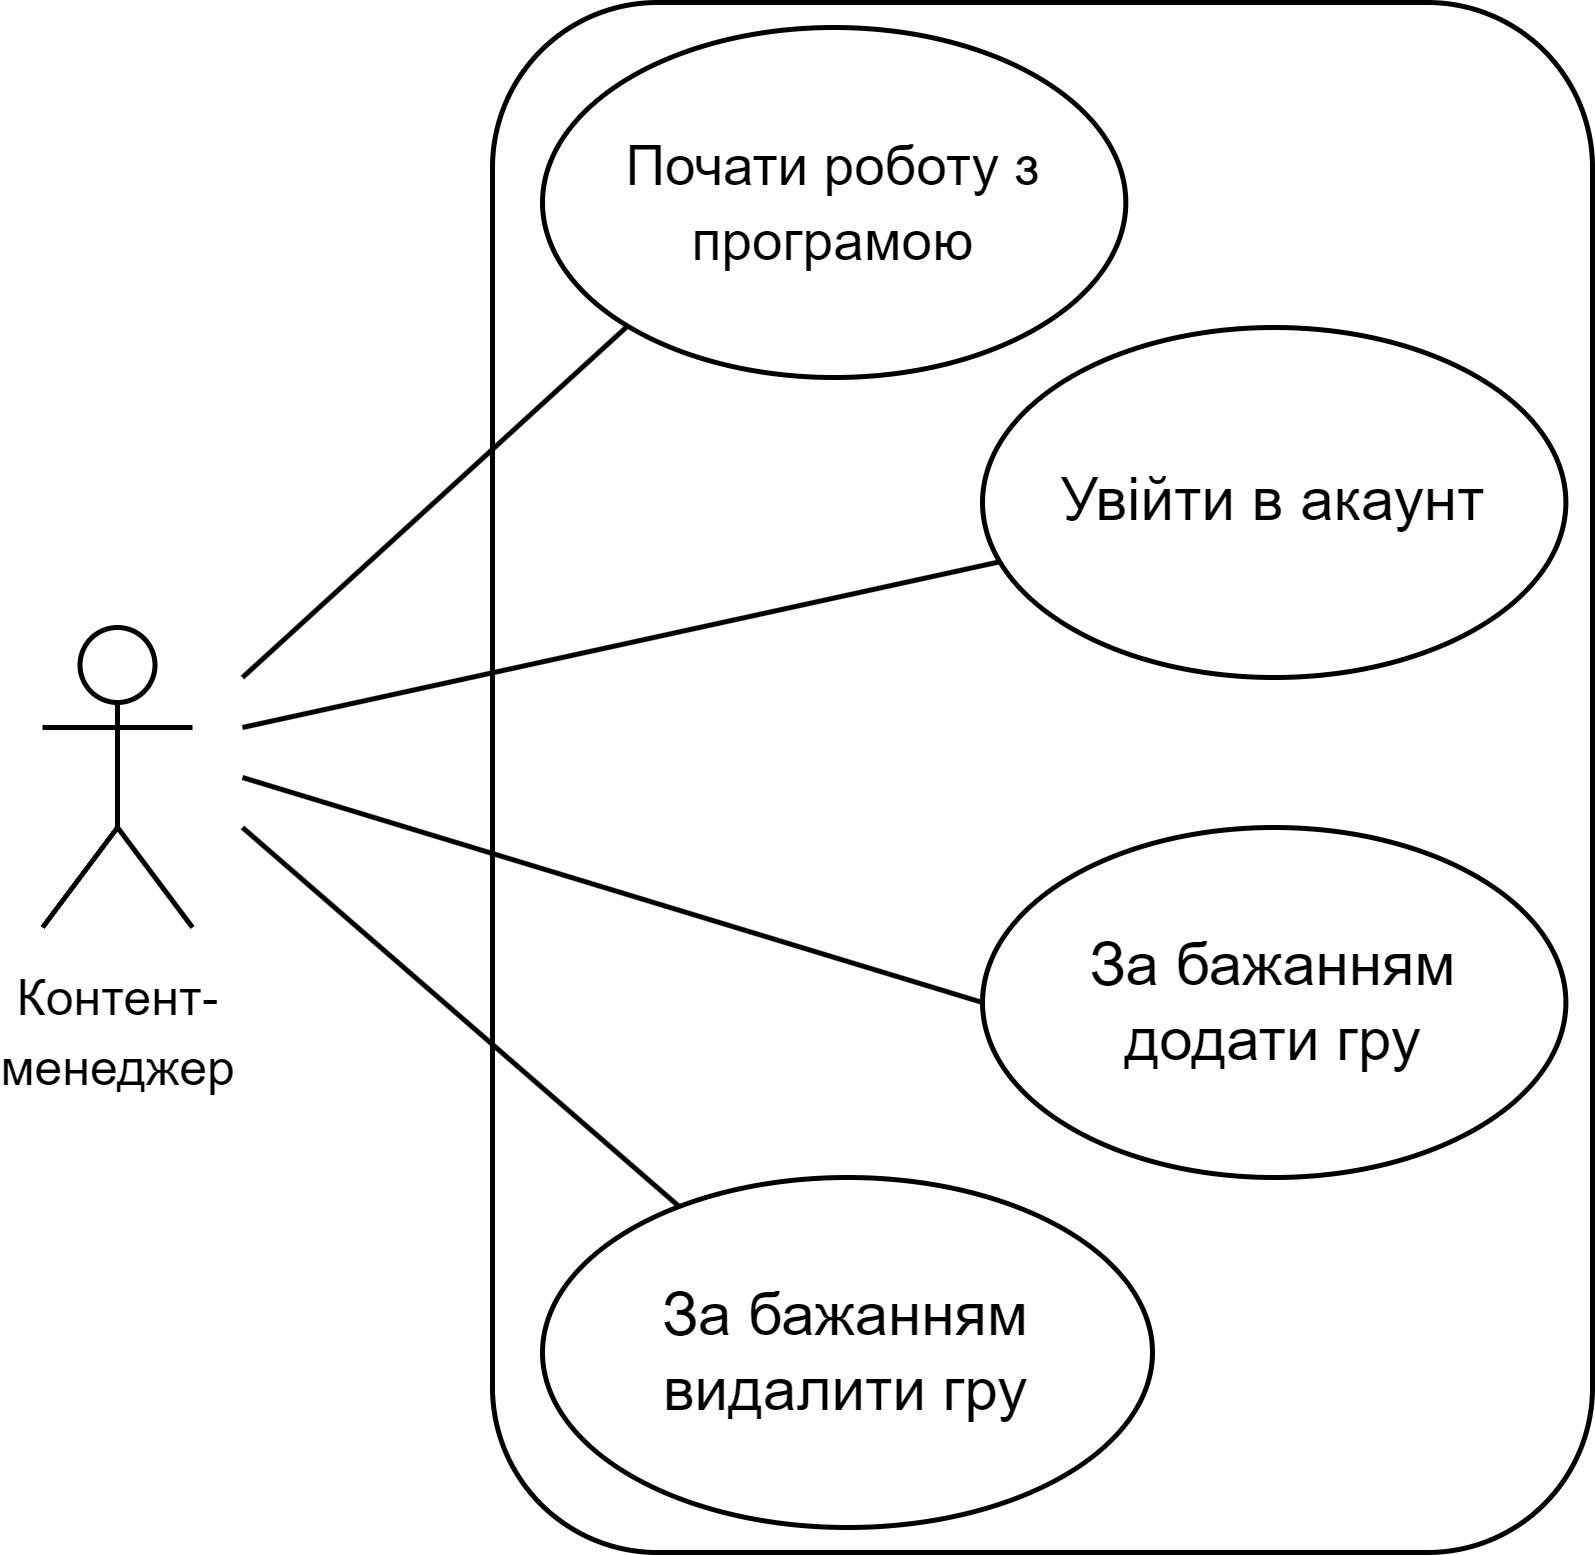 Почати роботу з
програмою
Увійти в акаунт
Контент-
менеджер
За бажанням
додати гру
За бажанням
видалити гру